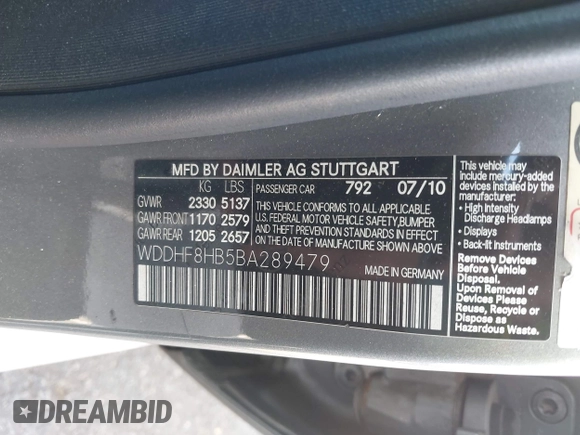 MFD BY DAIMLER AG STUTTGART
KG LBS PASSENGER CAR 792 07/10
GVWR 2330 5137
GAWR FRONT 1170 2579
GAWR REAR 1205 2657
THIS VEHICLE CONFORMS TO ALL APPLICABLE
U.S. FEDERAL MOTOR VEHICLE SAFETY, BUMPER
AND THEFT PREVENTION STANDARDS IN EFFECT
ON THE DATE OF MANUFACTURE SHOWN ABOVE.
WDDHF8HB5BA289479
MADE IN GERMANY
This vehicle may
include mercury-added
devices installed by the
manufacturer:
• High Intensity
Discharge Headlamps
• Displays
• Back-lit Instruments
Remove Devices
Before Vehicle
Disposal.
Upon Removal of
Devices Please
Reuse, Recycle or
Dispose as
Hazardous Waste.
DREAMBID